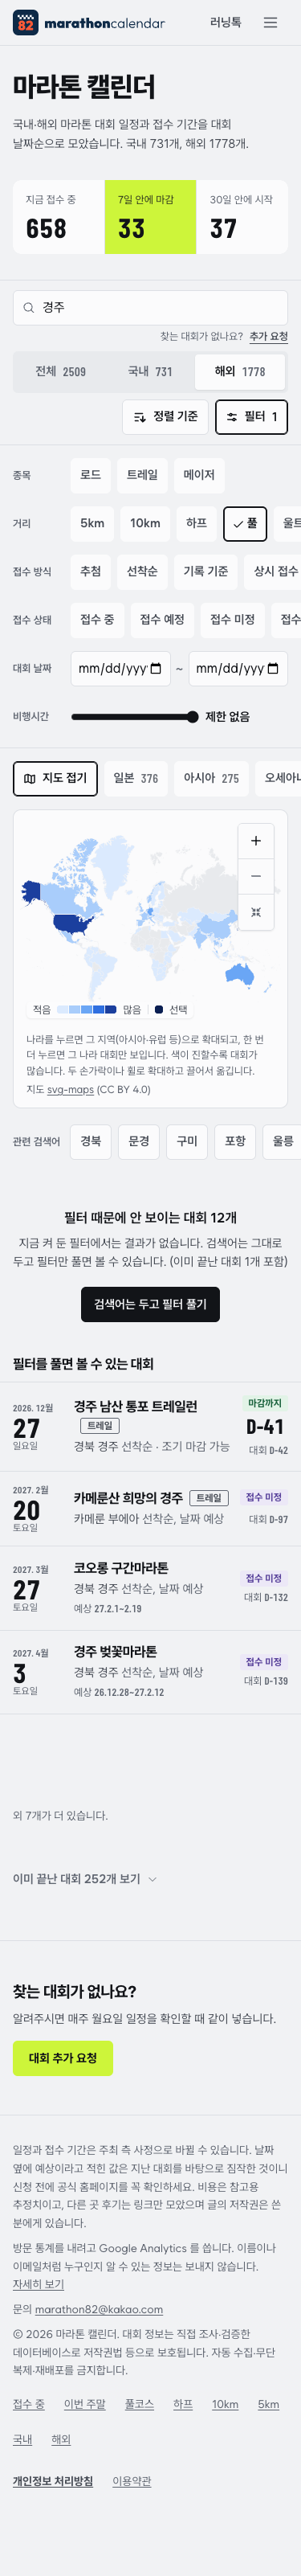 82 marathoncalendar 러닝톡
마라톤 캘린더
국내·해외 마라톤 대회 일정과 접수 기간을 대회
날짜순으로 모았습니다. 국내 731개, 해외 1778개.
지금 접수 중 7일 안에 마감 30일 안에 시작
658 33 37
경주
찾는 대회가 없나요? 추가 요청
전체 2509 국내 731 해외 1778
정렬 기준 필터 1
종목 로드 트레일 메이저
거리 5km 10km 하프 풀 울트
접수 방식 추첨 선착순 기록 기준 상시 접수
접수 상태 접수 중 접수 예정 접수 미정 접수
대회 날짜 mm/dd/yyyy ~ mm/dd/yyyy
비행시간 제한 없음
지도 접기 일본 376 아시아 275 오세아니
+
−
적음 많음 선택
나라를 누르면 그 지역(아시아·유럽 등)으로 확대되고, 한 번
더 누르면 그 나라 대회만 보입니다. 색이 진할수록 대회가
많습니다. 두 손가락이나 휠로 확대하고 끌어서 옮깁니다.
지도 svg-maps (CC BY 4.0)
관련 검색어 경북 문경 구미 포항 울릉
필터 때문에 안 보이는 대회 12개
지금 켜 둔 필터에서는 결과가 없습니다. 검색어는 그대로
두고 필터만 풀면 볼 수 있습니다. (이미 끝난 대회 1개 포함)
검색어는 두고 필터 풀기
필터를 풀면 볼 수 있는 대회
2026. 12월 경주 남산 통포 트레일런 마감까지
27 트레일 D-41
일요일 경북 경주 선착순 · 조기 마감 가능 대회 D-42
2027. 2월 카메룬산 희망의 경주 트레일 접수 미정
20 카메룬 부에아 선착순, 날짜 예상 대회 D-97
토요일
2027. 3월 코오롱 구간마라톤 접수 미정
27 경북 경주 선착순, 날짜 예상 대회 D-132
토요일 예상 27.2.1~2.19
2027. 4월 경주 벚꽃마라톤 접수 미정
3 경북 경주 선착순, 날짜 예상 대회 D-139
토요일 예상 26.12.28~27.2.12
외 7개가 더 있습니다.
이미 끝난 대회 252개 보기
찾는 대회가 없나요?
알려주시면 매주 월요일 일정을 확인할 때 같이 넣습니다.
대회 추가 요청
일정과 접수 기간은 주최 측 사정으로 바뀔 수 있습니다. 날짜
옆에 예상이라고 적힌 값은 지난 대회를 바탕으로 짐작한 것이니
신청 전에 공식 홈페이지를 꼭 확인하세요. 비용은 참고용
추정치이고, 다른 곳 후기는 링크만 모았으며 글의 저작권은 쓴
분에게 있습니다.
방문 통계를 내려고 Google Analytics 를 씁니다. 이름이나
이메일처럼 누구인지 알 수 있는 정보는 보내지 않습니다.
자세히 보기
문의 marathon82@kakao.com
© 2026 마라톤 캘린더. 대회 정보는 직접 조사·검증한
데이터베이스로 저작권법 등으로 보호됩니다. 자동 수집·무단
복제·재배포를 금지합니다.
접수 중 이번 주말 풀코스 하프 10km 5km
국내 해외
개인정보 처리방침 이용약관